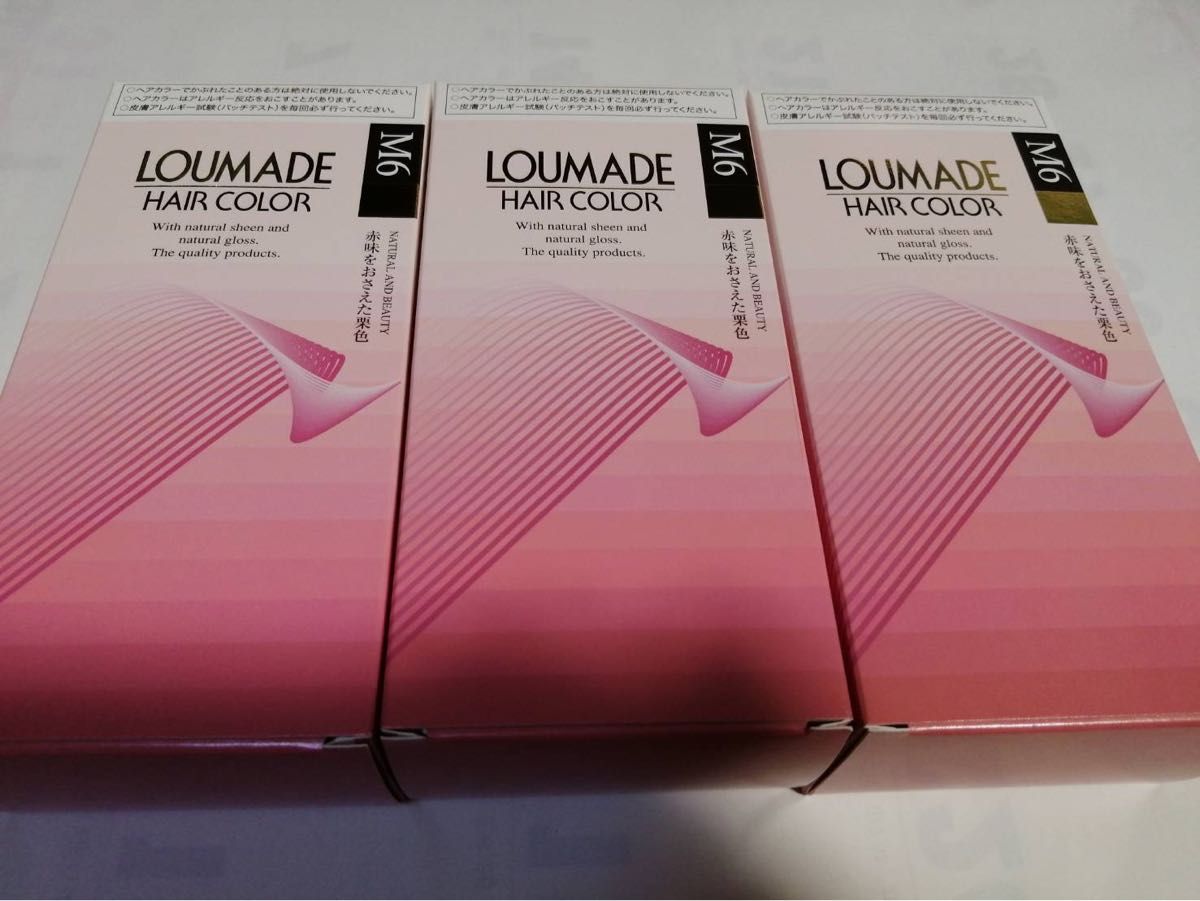 ○ヘアカラーでかぶれたことのある方は絶対に使用しないでください。
○ヘアカラーはアレルギー反応をおこすことがあります。
○皮膚アレルギー試験(パッチテスト)を毎回必ず行ってください。
M6
LOUMADE
HAIR COLOR
With natural sheen and
natural gloss.
The quality products.
NATURAL AND BEAUTY
赤味をおさえた栗色
○ヘアカラーでかぶれたことのある方は絶対に使用しないでください。
○ヘアカラーはアレルギー反応をおこすことがあります。
○皮膚アレルギー試験(パッチテスト)を毎回必ず行ってください。
M6
LOUMADE
HAIR COLOR
With natural sheen and
natural gloss.
The quality products.
NATURAL AND BEAUTY
赤味をおさえた栗色
○ヘアカラーでかぶれたことのある方は絶対に使用しないでください。
○ヘアカラーはアレルギー反応をおこすことがあります。
○皮膚アレルギー試験(パッチテスト)を毎回必ず行ってください。
M6
LOUMADE
HAIR COLOR
With natural sheen and
natural gloss.
The quality products.
NATURAL AND BEAUTY
赤味をおさえた栗色